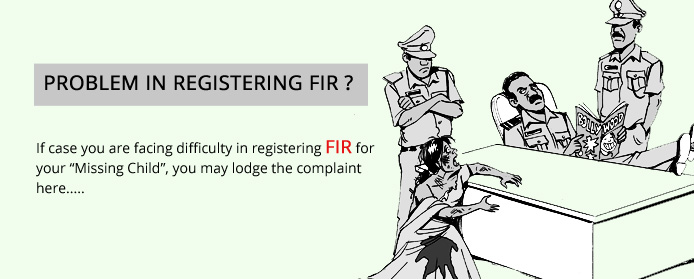 PROBLEM IN REGISTERING FIR ?
If case you are facing difficulty in registering FIR for
your “Missing Child”, you may lodge the complaint
here.....